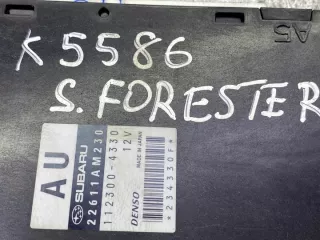 A5
K5586
S. FORESTER
AU
SUBARU
22611AM230
112300-4330 12V
DENSO MADE IN JAPAN
*234330F*